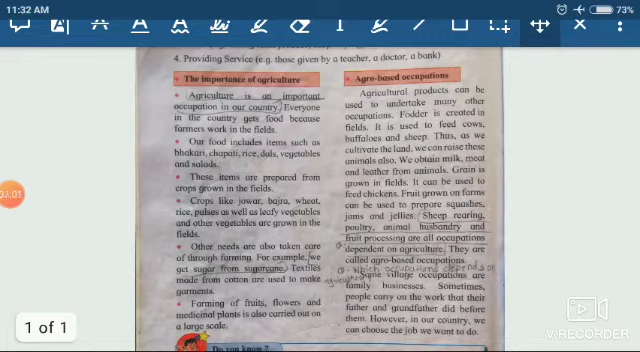 11:32 AM
73%
4. Providing Service (e.g. those given by a teacher, a doctor, a bank)
The importance of agriculture
• Agriculture is an important
occupation in our country. Everyone
in the country gets food because
farmers work in the fields.
• Our food includes items such as
bhakari, chapati, rice, dals, vegetables
and saluds.
• These items are prepared from
crops grown in the fields.
• Crops like jowar, bajra, wheat,
rice, pulses as well as leafy vegetables
and other vegetables are grown in the
fields.
• Other needs are also taken care
of through farming. For example, we
get sugar from sugarcane. Textiles
made from cotton are used to make
garments.
• Farming of fruits, flowers and
medicinal plants is also carried out on
a large scale.
Do you know?
• Agro-based occupations
Agricultural products can be
used to undertake many other
occupations. Fodder is created in
fields. It is used to feed cows,
buffaloes and sheep. Thus, as we
cultivate the land, we can raise these
animals also. We obtain milk, meat
and leather from animals. Grain is
grown in fields. It can be used to
feed chickens. Fruit grown on farms
can be used to prepare squashes,
jams and jellies. Sheep rearing,
poultry, animal husbandry and
fruit processing are all occupations
dependent on agriculture. They are
called agro-based occupations.
Q - Which occupations depend on
agriculture
Some village occupations are
family businesses. Sometimes,
people carry on the work that their
father and grandfather did before
them. However, in our country, we
can choose the job we want to do.
1 of 1
V RECORDER